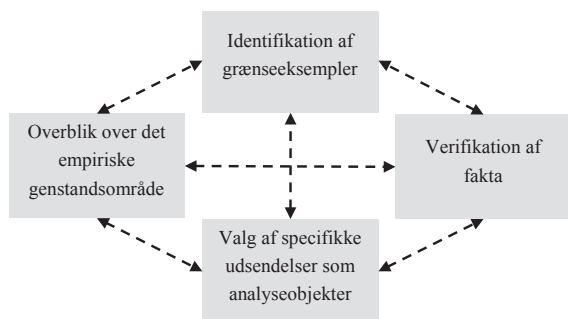 Identifikation af
grænseeksempler
Overblik over det
empiriske
genstandsområde
Verifikation af
fakta
Valg af specifikke
udsendelser som
analyseobjekter